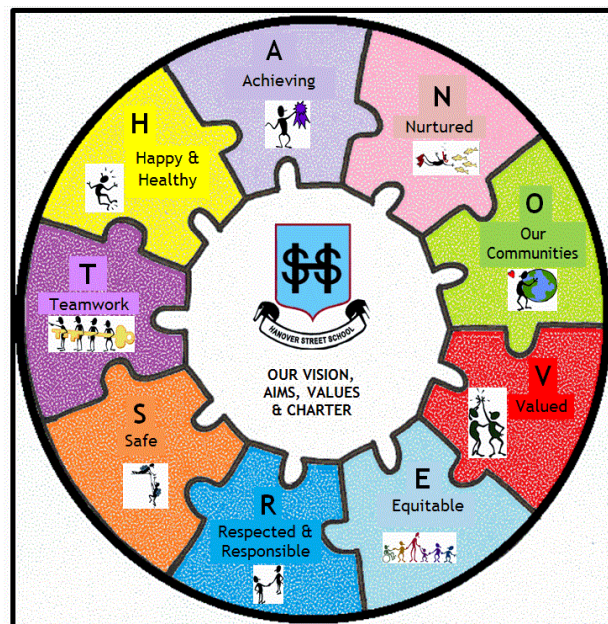 H
Happy &
Healthy
A
Achieving
N
Nurtured
O
Our
Communities
V
Valued
E
Equitable
R
Respected &
Responsible
S
Safe
T
Teamwork
HANOVER STREET SCHOOL
OUR VISION,
AIMS, VALUES
& CHARTER